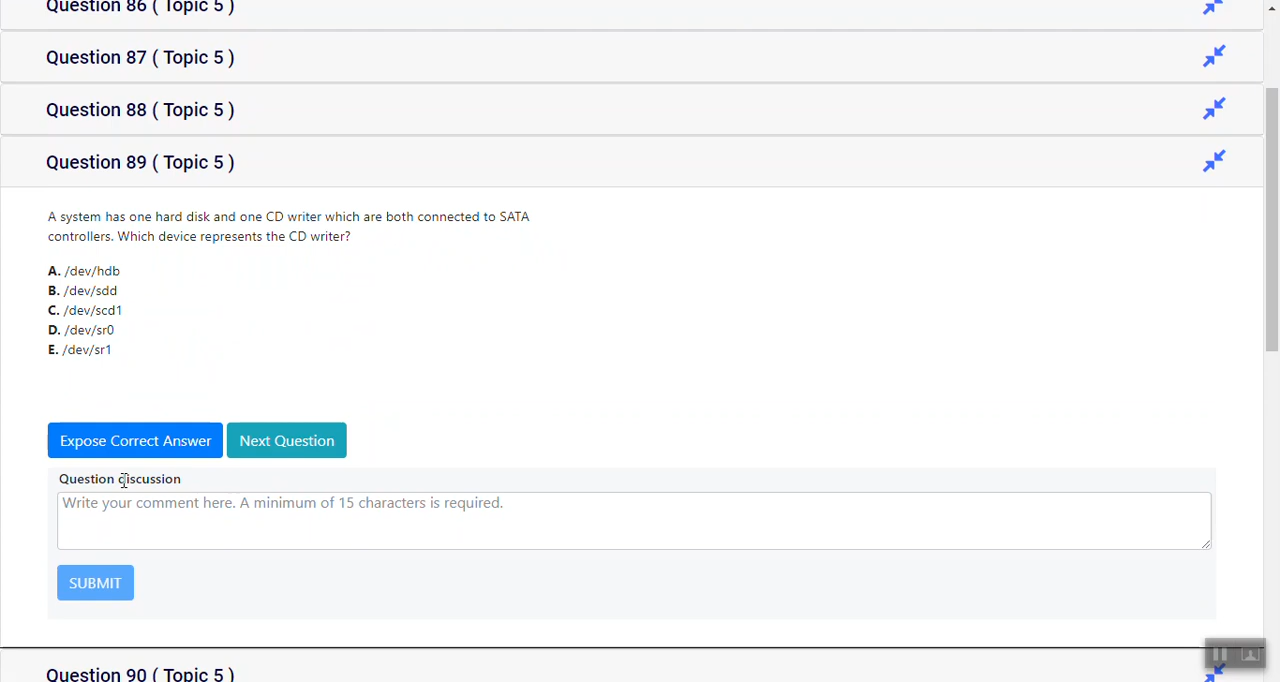 Question 86 ( Topic 5 )
Question 87 ( Topic 5 )
Question 88 ( Topic 5 )
Question 89 ( Topic 5 )
A system has one hard disk and one CD writer which are both connected to SATA
controllers. Which device represents the CD writer?
A. /dev/hdb
B. /dev/sdd
C. /dev/scd1
D. /dev/sr0
E. /dev/sr1
Expose Correct Answer Next Question
Question discussion
Write your comment here. A minimum of 15 characters is required.
SUBMIT
Question 90 ( Topic 5 )